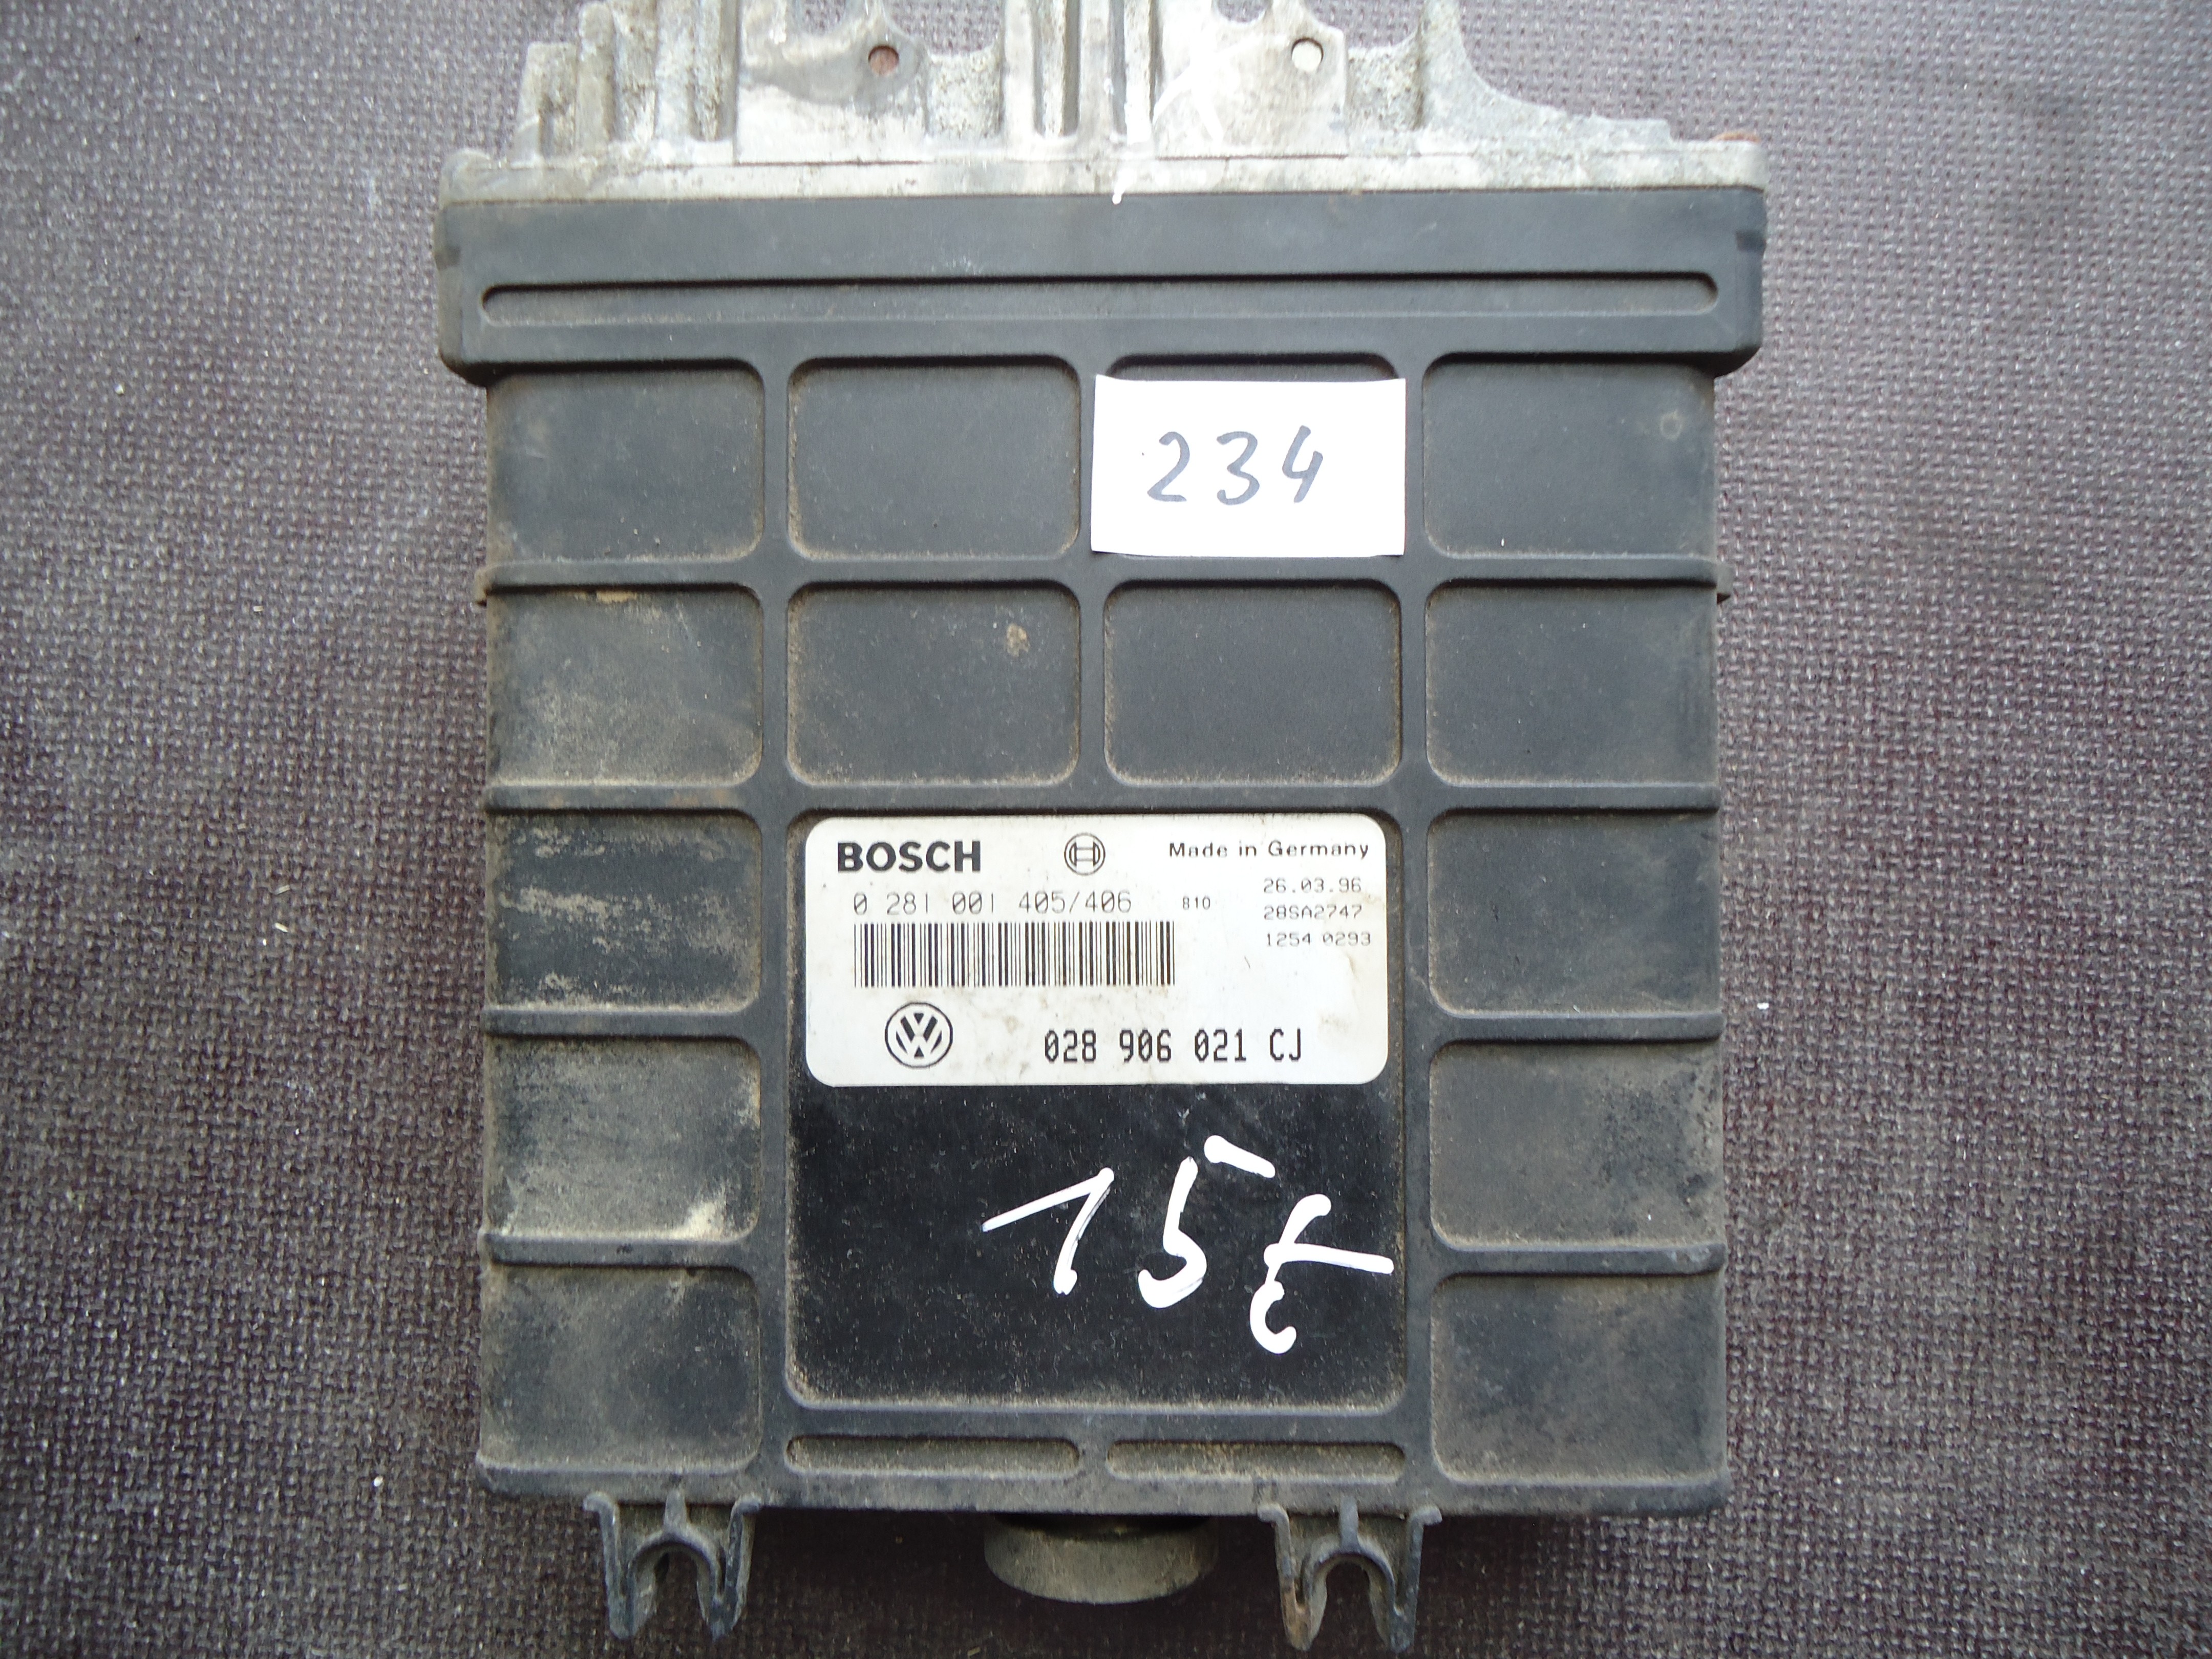 234
BOSCH
Made in Germany
0 281 001 405/406
810
26.03.96
28SA2747
1254 0293
028 906 021 CJ
15€